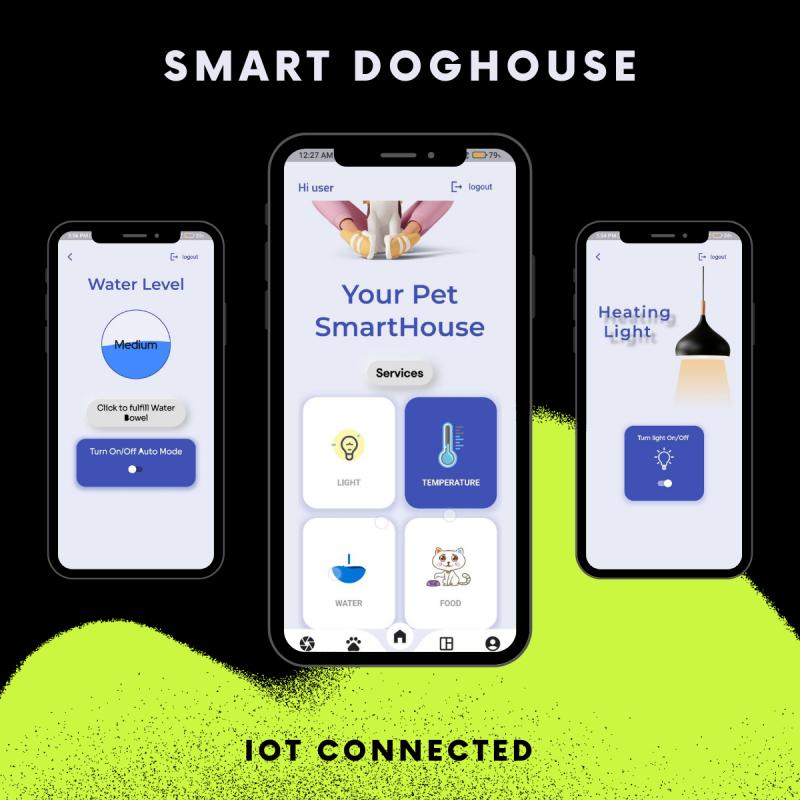 SMART DOGHOUSE
12:27 AM
79%
Hi user
logout
Your Pet
SmartHouse
Services
LIGHT
TEMPERATURE
WATER
FOOD
logout
Water Level
Medium
Click to fulfill Water
Bowel
Turn On/Off Auto Mode
logout
Heating
Light
Turn light On/Off
IOT CONNECTED